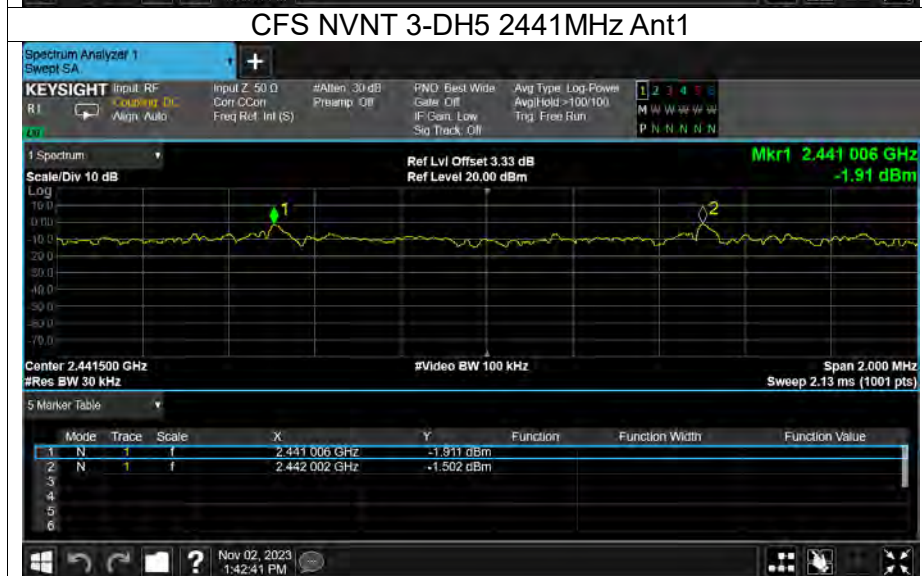 CFS NVNT 3-DH5 2441MHz Ant1
Spectrum Analyzer 1
Swept SA
+
KEYSIGHT Input: RF Input Z: 50 Ω #Atten: 30 dB PNO: Best Wide Avg Type: Log-Power 1 2 3 4 5 6
R1 Coupling: DC Corr CCorr Preamp: Off Gate: Off Avg|Hold:>100/100 M W W W W W
Align: Auto Freq Ref: Int (S) IF Gain: Low Trig: Free Run P N N N N N
Sig Track: Off
1 Spectrum
Scale/Div 10 dB
Ref Lvl Offset 3.33 dB
Ref Level 20.00 dBm
Mkr1 2.441 006 GHz
-1.91 dBm
Log
10.0
0.00
-10.0
-20.0
-30.0
-40.0
-50.0
-60.0
-70.0
1
2
Center 2.441500 GHz #Video BW 100 kHz Span 2.000 MHz
#Res BW 30 kHz Sweep 2.13 ms (1001 pts)
5 Marker Table
Mode Trace Scale X Y Function Function Width Function Value
1 N 1 f 2.441 006 GHz -1.911 dBm
2 N 1 f 2.442 002 GHz -1.502 dBm
3
4
5
6
? Nov 02, 2023
1:42:41 PM